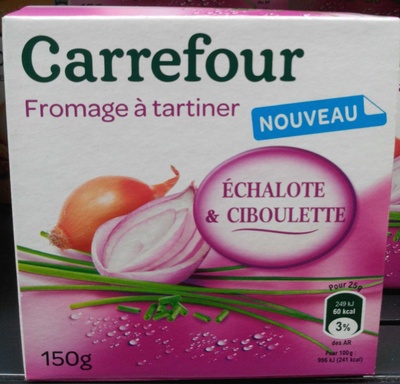 Carrefour
Fromage à tartiner
NOUVEAU
ÉCHALOTE
& CIBOULETTE
Pour 25g
249 kJ
60 kcal
3%
des AR
Pour 100g :
998 kJ (241 kcal)
150g